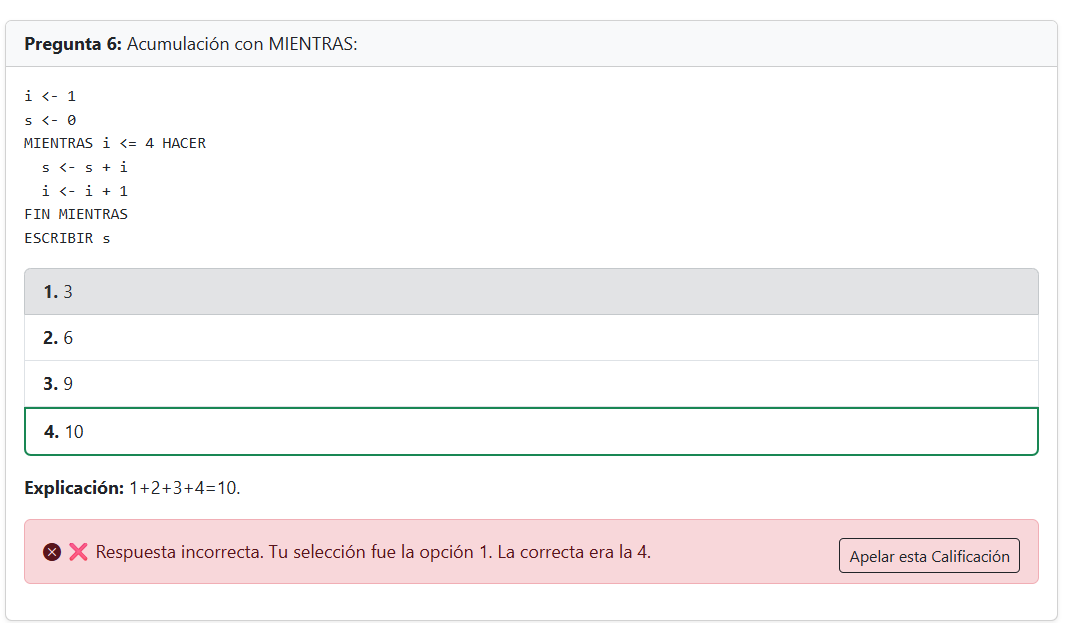 Pregunta 6: Acumulación con MIENTRAS:
i <- 1
s <- 0
MIENTRAS i <= 4 HACER
  s <- s + i
  i <- i + 1
FIN MIENTRAS
ESCRIBIR s
1. 3
2. 6
3. 9
4. 10
Explicación: 1+2+3+4=10.
❌ Respuesta incorrecta. Tu selección fue la opción 1. La correcta era la 4.
Apelar esta Calificación